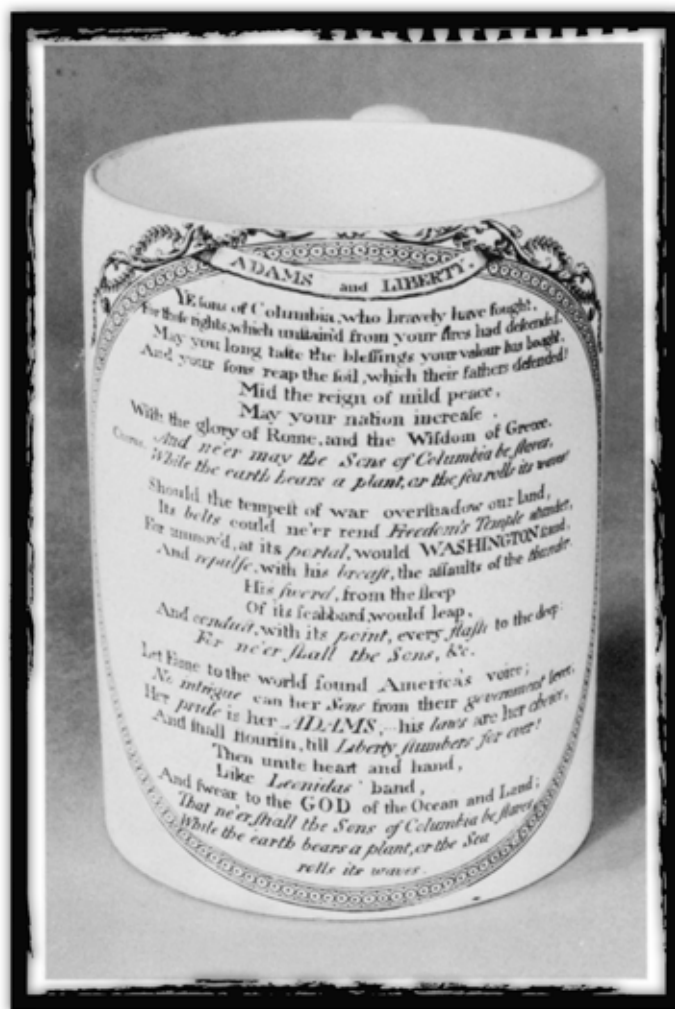 ADAMS and LIBERTY.
YE sons of Columbia, who bravely have fought,
For those rights, which unstain'd from your sires had descended,
May you long taſte the bleſſings your valour has bought,
And your ſons reap the ſoil, which their fathers defended!
Mid the reign of mild peace,
May your nation increaſe.
With the glory of Rome, and the Wiſdom of Greece.
And ne'er may the Sons of Columbia be ſlaves,
While the earth bears a plant, or the ſea rolls its waves
Should the tempeſt of war overſhadow our land,
Its bolts could ne'er rend Freedom's Temple aſunder,
For unmov'd, at its portal, would WASHINGTON ſtand,
And repulſe, with his breaſt, the aſſaults of the thunder.
His ſword, from the ſleep
Of its ſcabbard, would leap,
And conduct, with its point, every flaſh to the deep:
For ne'er ſhall the Sons, &c.
Let Fame to the world ſound America's voice;
No intrigue can her Sons from their government ſever,
Her pride is her ADAMS,—his laws are her choice,
And ſhall flouriſh, till Liberty ſlumbers for ever!
Then unite heart and hand,
Like Leonidas' band,
And ſwear to the GOD of the Ocean and Land;
That ne'er ſhall the Sons of Columbia be ſlaves,
While the earth bears a plant, or the Sea
rolls its waves.